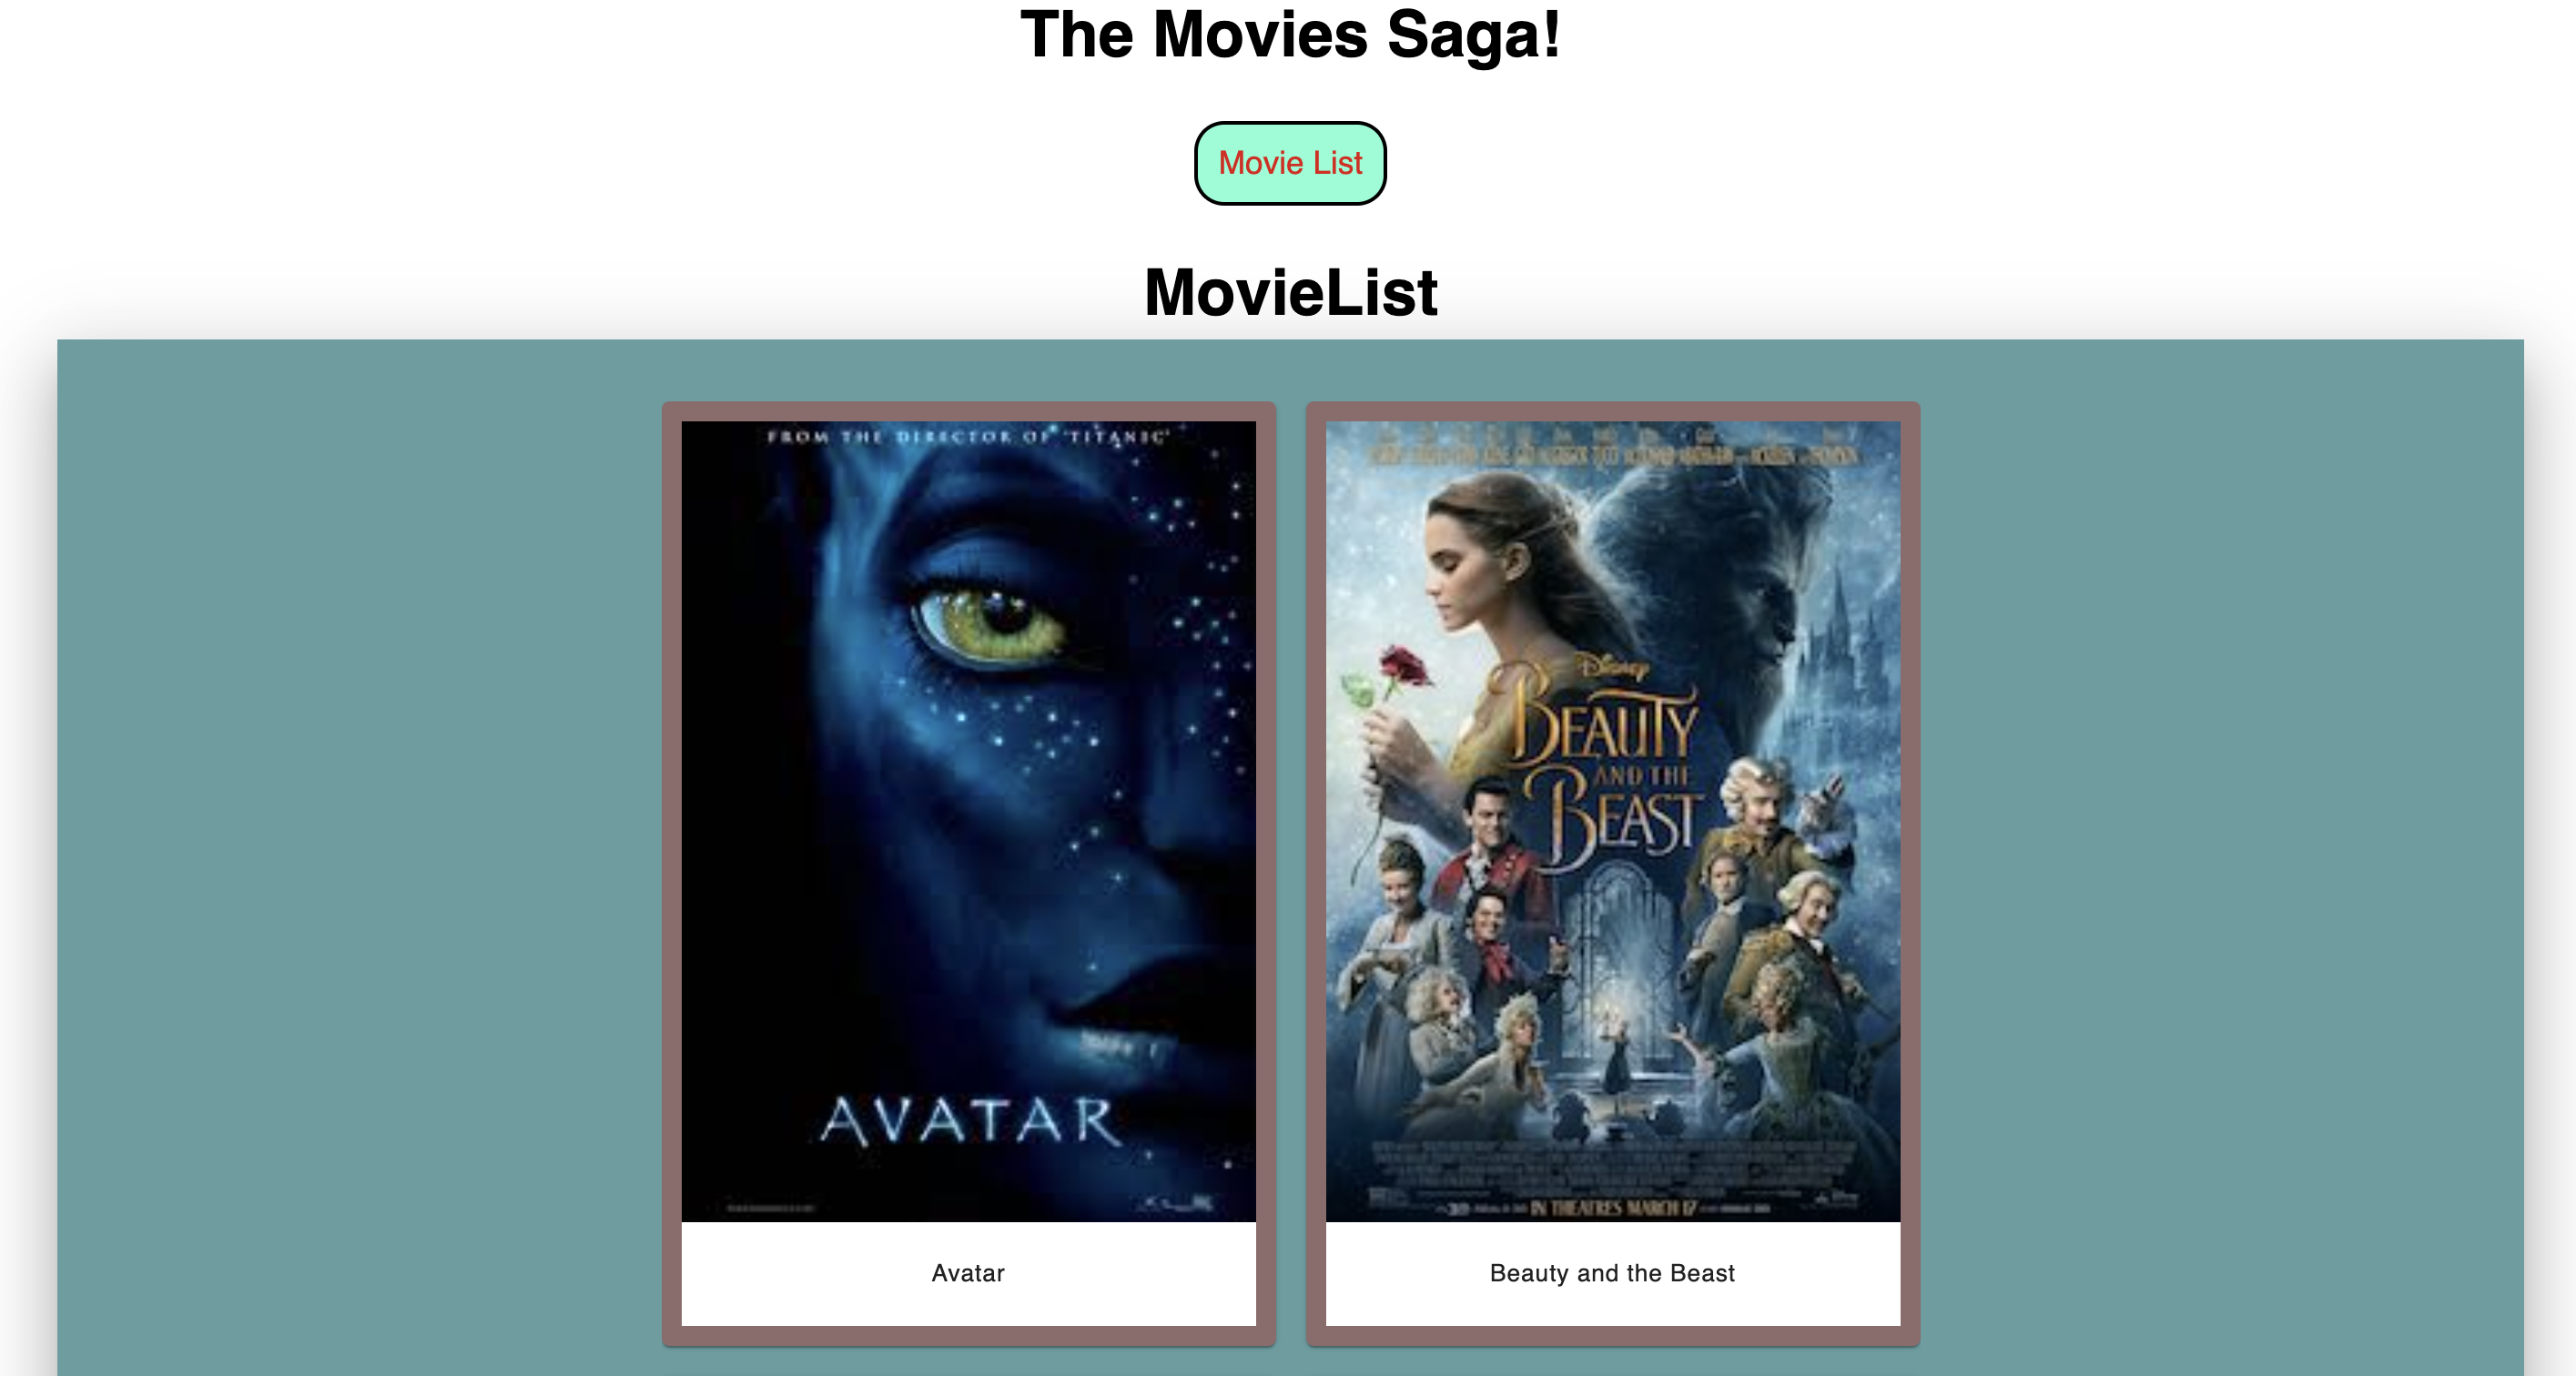 The Movies Saga!
Movie List
MovieList
FROM THE DIRECTOR OF 'TITANIC'
AVATAR
Avatar
Disney
BEAUTY
AND THE
BEAST
IN THEATRES MARCH 17
Beauty and the Beast